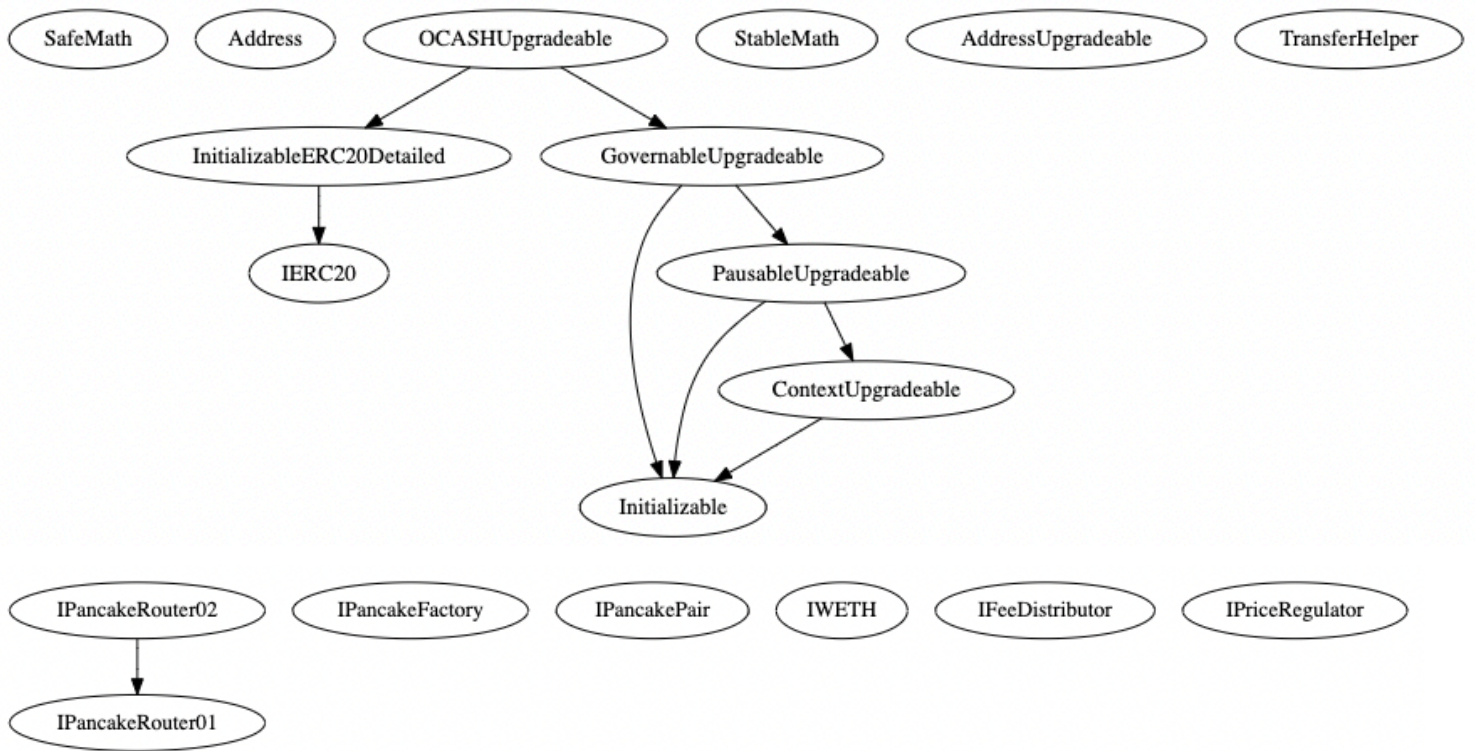 SafeMath
Address
OCASHUpgradeable
StableMath
AddressUpgradeable
TransferHelper
InitializableERC20Detailed
GovernableUpgradeable
IERC20
PausableUpgradeable
ContextUpgradeable
Initializable
IPancakeRouter02
IPancakeFactory
IPancakePair
IWETH
IFeeDistributor
IPriceRegulator
IPancakeRouter01